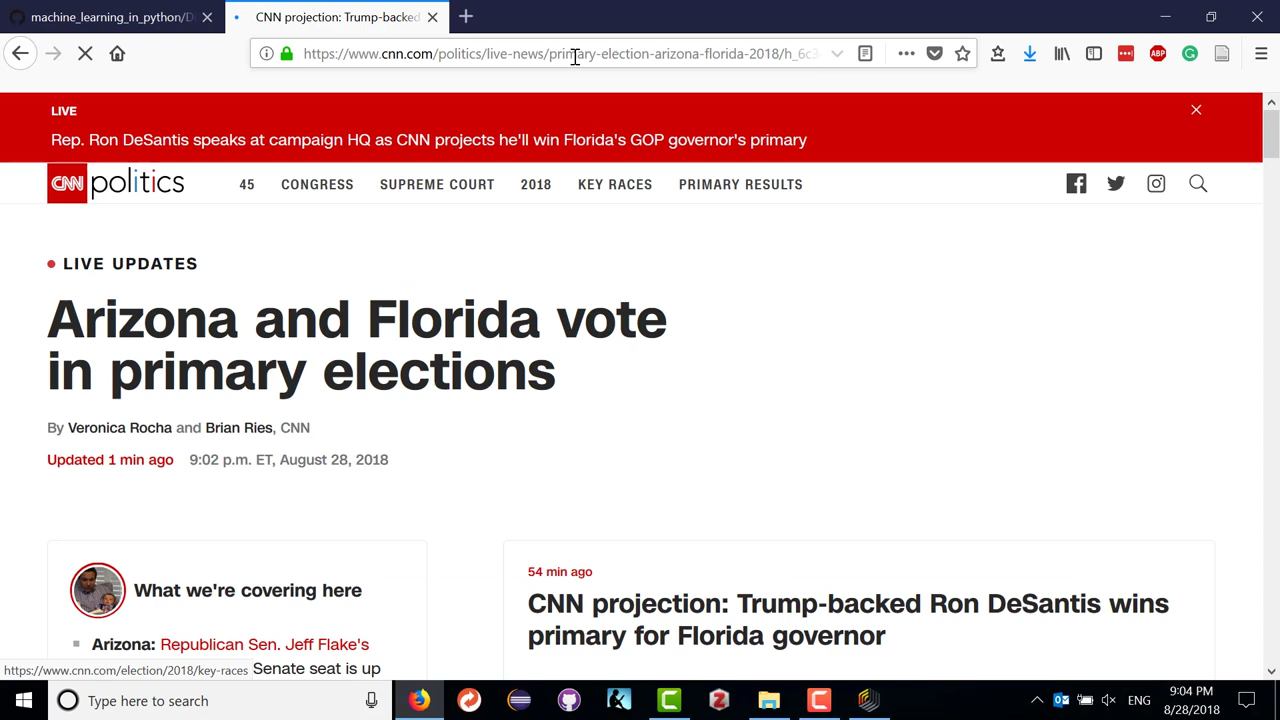 machine_learning_in_python/D
CNN projection: Trump-backed
https://www.cnn.com/politics/live-news/primary-election-arizona-florida-2018/h_6c3
ABP
LIVE
Rep. Ron DeSantis speaks at campaign HQ as CNN projects he'll win Florida's GOP governor's primary
CNN politics 45 CONGRESS SUPREME COURT 2018 KEY RACES PRIMARY RESULTS
LIVE UPDATES
Arizona and Florida vote
in primary elections
By Veronica Rocha and Brian Ries, CNN
Updated 1 min ago 9:02 p.m. ET, August 28, 2018
What we're covering here
Arizona: Republican Sen. Jeff Flake's
Senate seat is up
54 min ago
CNN projection: Trump-backed Ron DeSantis wins
primary for Florida governor
https://www.cnn.com/election/2018/key-races
Type here to search
ENG
9:04 PM
8/28/2018